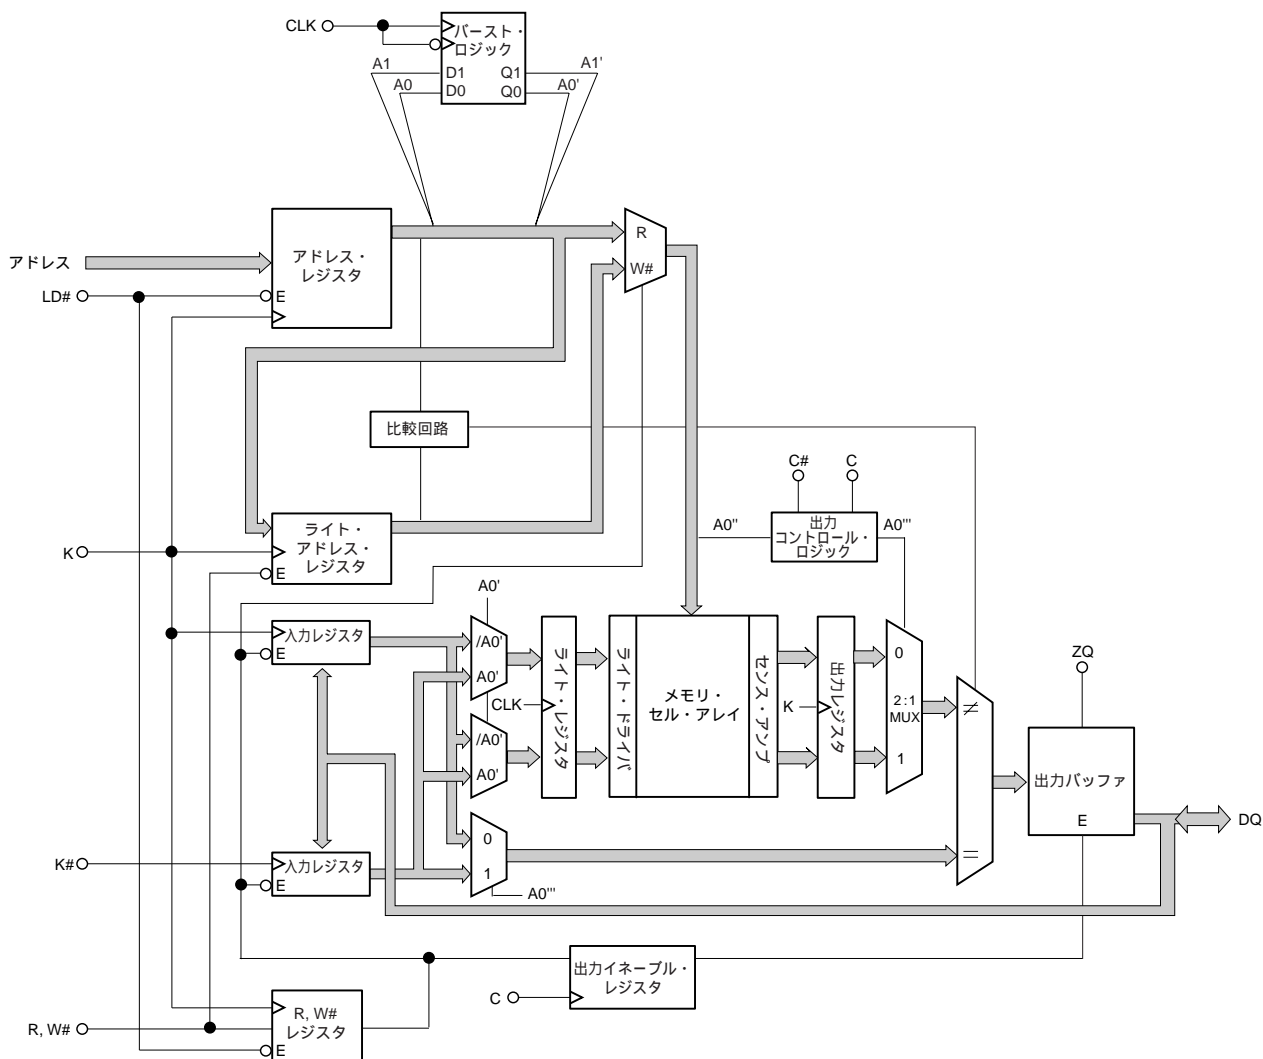 CLK
バースト・
ロジック
A1
D1
Q1
A1'
A0
D0
Q0
A0'
アドレス・
レジスタ
アドレス
R
W#
LD#
E
比較回路
C#
C
A0''
出力
コントロール・
ロジック
A0'''
ライト・
アドレス・
レジスタ
K
E
A0'
ZQ
入力レジスタ
E
/A0'
A0'
CLK
/A0'
A0'
ライト・レジスタ
ライト・ドライバ
メモリ・
セル・アレイ
センス・アンプ
K
出力レジスタ
0
2:1
MUX
1
≠
出力バッファ
E
DQ
0
1
=
K#
入力レジスタ
E
A0'''
出力イネーブル・
レジスタ
C
R, W#
R, W#
レジスタ
E